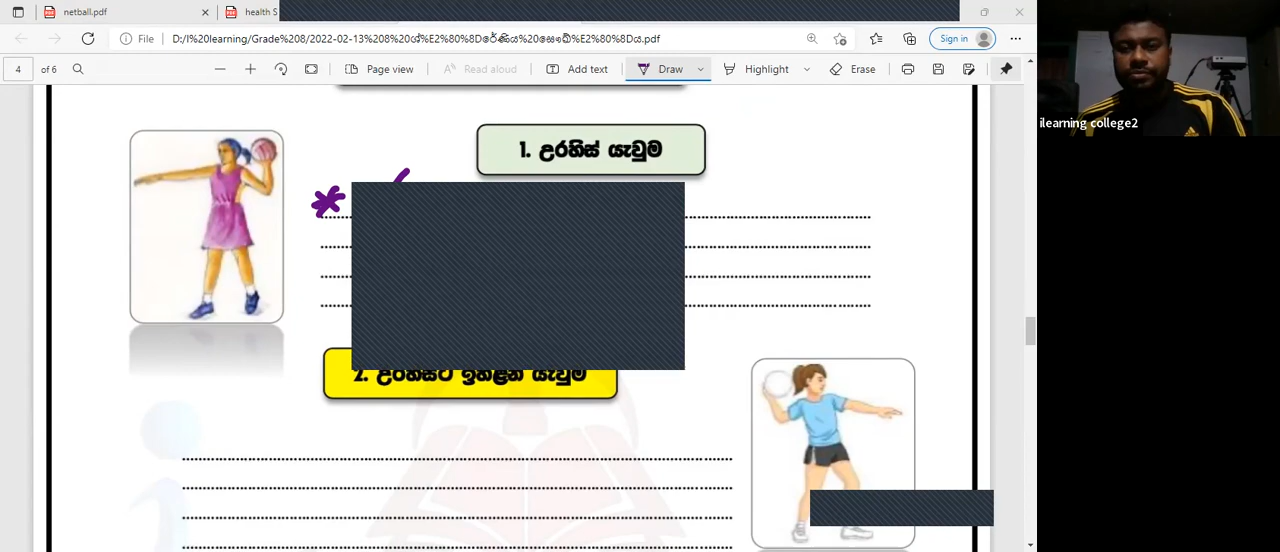 netball.pdf
health S
File
D:/I%20learning/Grade%208/2022-02-13%208%20ශ්%E2%80%8Dරේණිය%20සෞඛ්%E2%80%8Dය.pdf
Sign in
4 of 6
Page view
Read aloud
Add text
Draw
Highlight
Erase
ilearning college2
1. උරහිස් යැවුම
2. උරහිසට ඉහළින් යැවුම